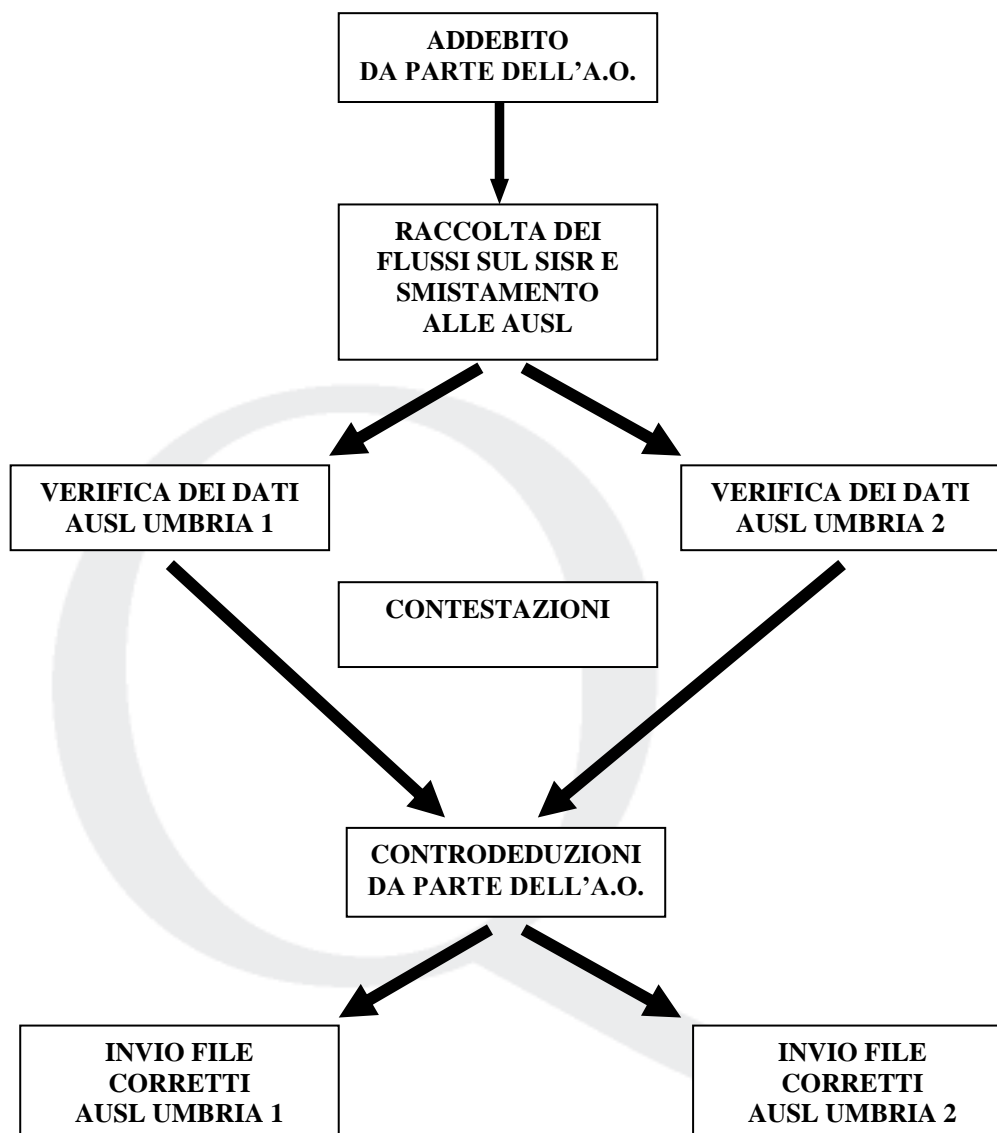 ADDEBITO
DA PARTE DELL’A.O.
RACCOLTA DEI
FLUSSI SUL SISR E
SMISTAMENTO
ALLE AUSL
VERIFICA DEI DATI
AUSL UMBRIA 1
VERIFICA DEI DATI
AUSL UMBRIA 2
CONTESTAZIONI
CONTRODEDUZIONI
DA PARTE DELL’A.O.
INVIO FILE
CORRETTI
AUSL UMBRIA 1
INVIO FILE
CORRETTI
AUSL UMBRIA 2